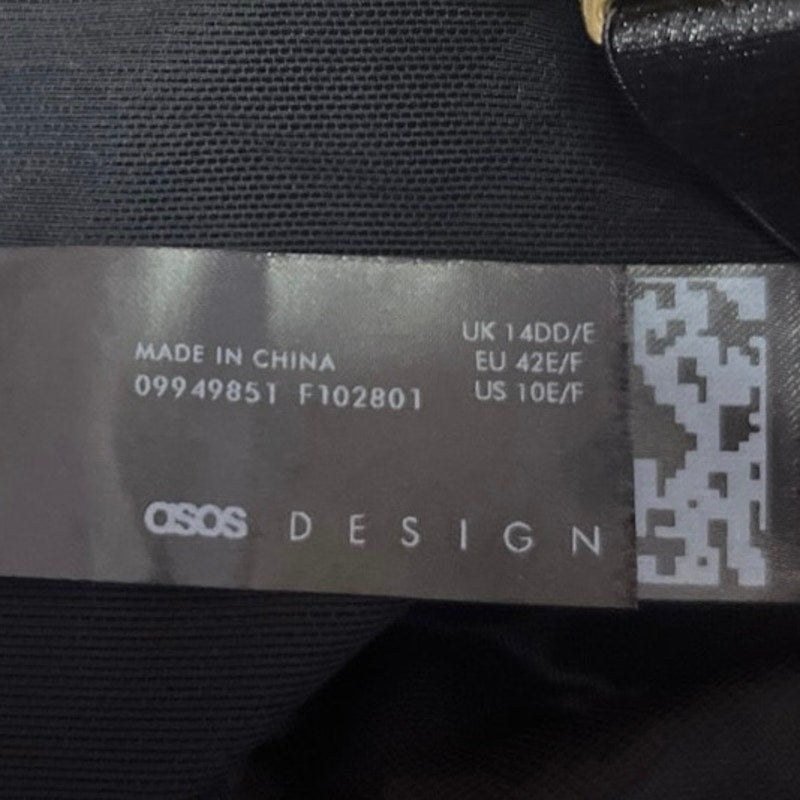 UK 14DD/E
EU 42E/F
US 10E/F
MADE IN CHINA
09949851 F102801
asos DESIGN